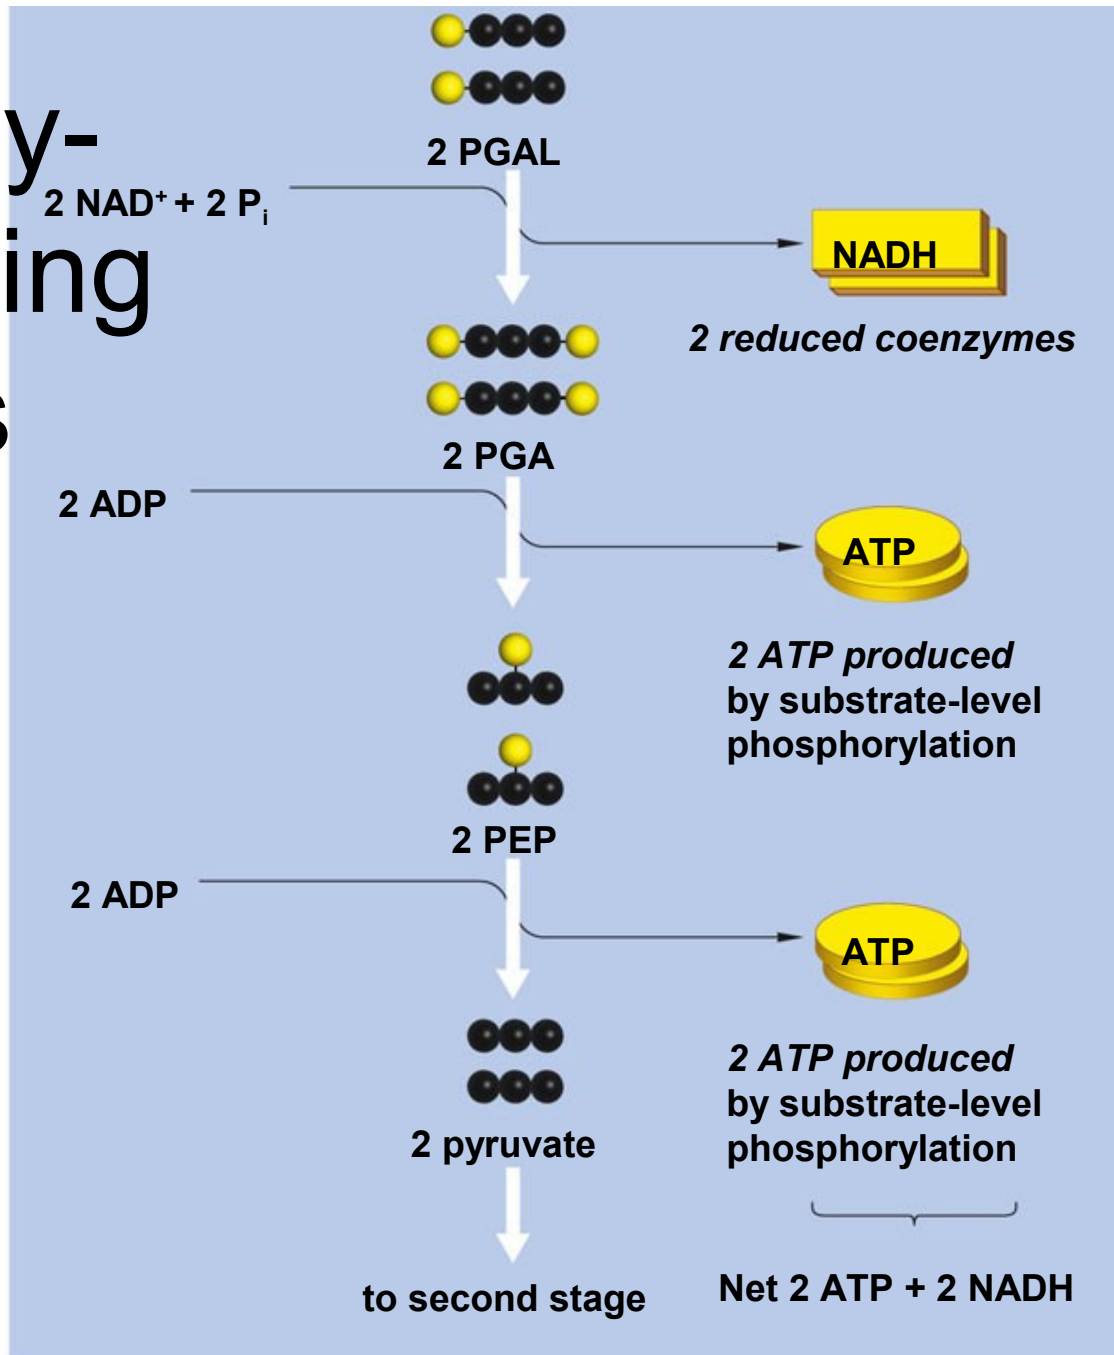 y-
ing
s
2 PGAL
2 NAD⁺ + 2 Pᵢ
NADH
2 reduced coenzymes
2 PGA
2 ADP
ATP
2 ATP produced
by substrate-level
phosphorylation
2 PEP
2 ADP
ATP
2 ATP produced
by substrate-level
phosphorylation
2 pyruvate
to second stage
Net 2 ATP + 2 NADH